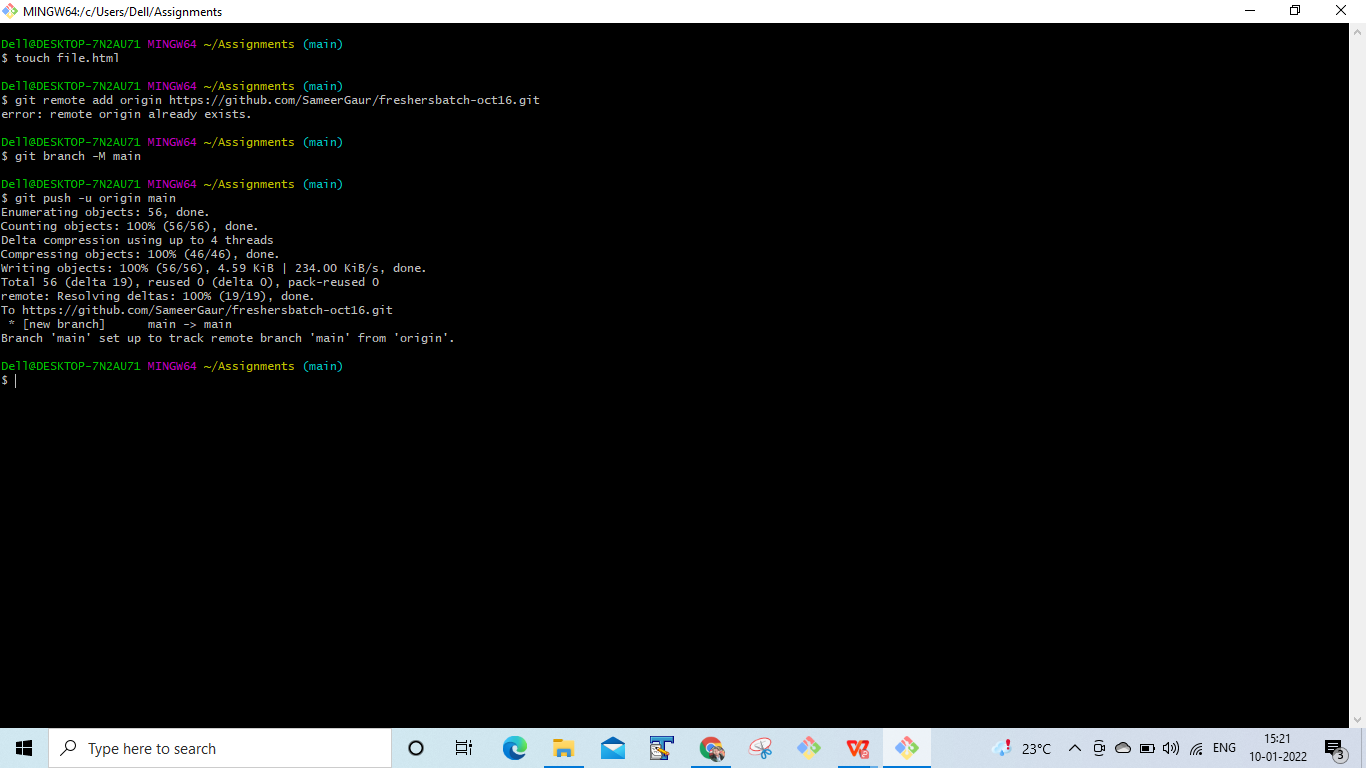 MINGW64:/c/Users/Dell/Assignments
Dell@DESKTOP-7N2AU71 MINGW64 ~/Assignments (main)
$ touch file.html
Dell@DESKTOP-7N2AU71 MINGW64 ~/Assignments (main)
$ git remote add origin https://github.com/SameerGaur/freshersbatch-oct16.git
error: remote origin already exists.
Dell@DESKTOP-7N2AU71 MINGW64 ~/Assignments (main)
$ git branch -M main
Dell@DESKTOP-7N2AU71 MINGW64 ~/Assignments (main)
$ git push -u origin main
Enumerating objects: 56, done.
Counting objects: 100% (56/56), done.
Delta compression using up to 4 threads
Compressing objects: 100% (46/46), done.
Writing objects: 100% (56/56), 4.59 KiB | 234.00 KiB/s, done.
Total 56 (delta 19), reused 0 (delta 0), pack-reused 0
remote: Resolving deltas: 100% (19/19), done.
To https://github.com/SameerGaur/freshersbatch-oct16.git
 * [new branch]      main -> main
Branch 'main' set up to track remote branch 'main' from 'origin'.
Dell@DESKTOP-7N2AU71 MINGW64 ~/Assignments (main)
$
Type here to search
23°C
ENG
15:21
10-01-2022
3